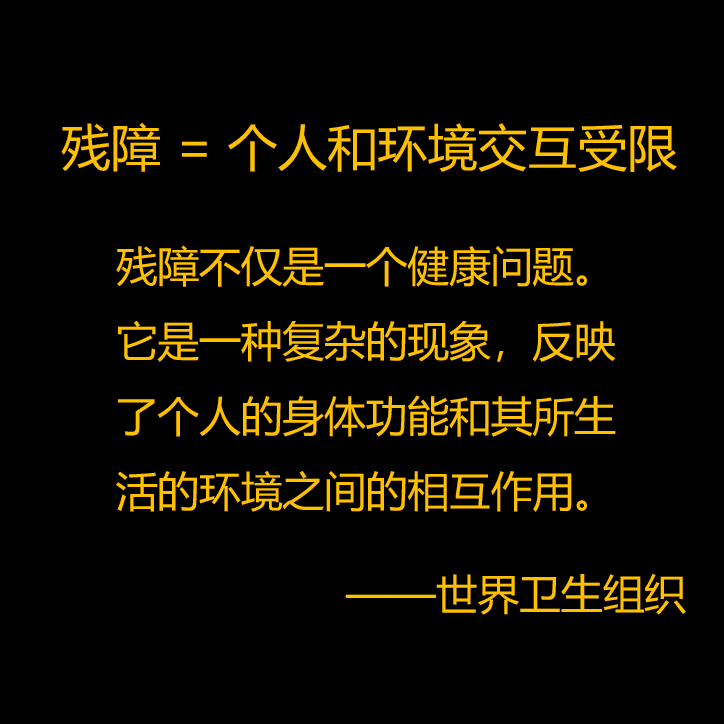 残障 = 个人和环境交互受限
残障不仅是一个健康问题。
它是一种复杂的现象，反映
了个人的身体功能和其所生
活的环境之间的相互作用。
——世界卫生组织